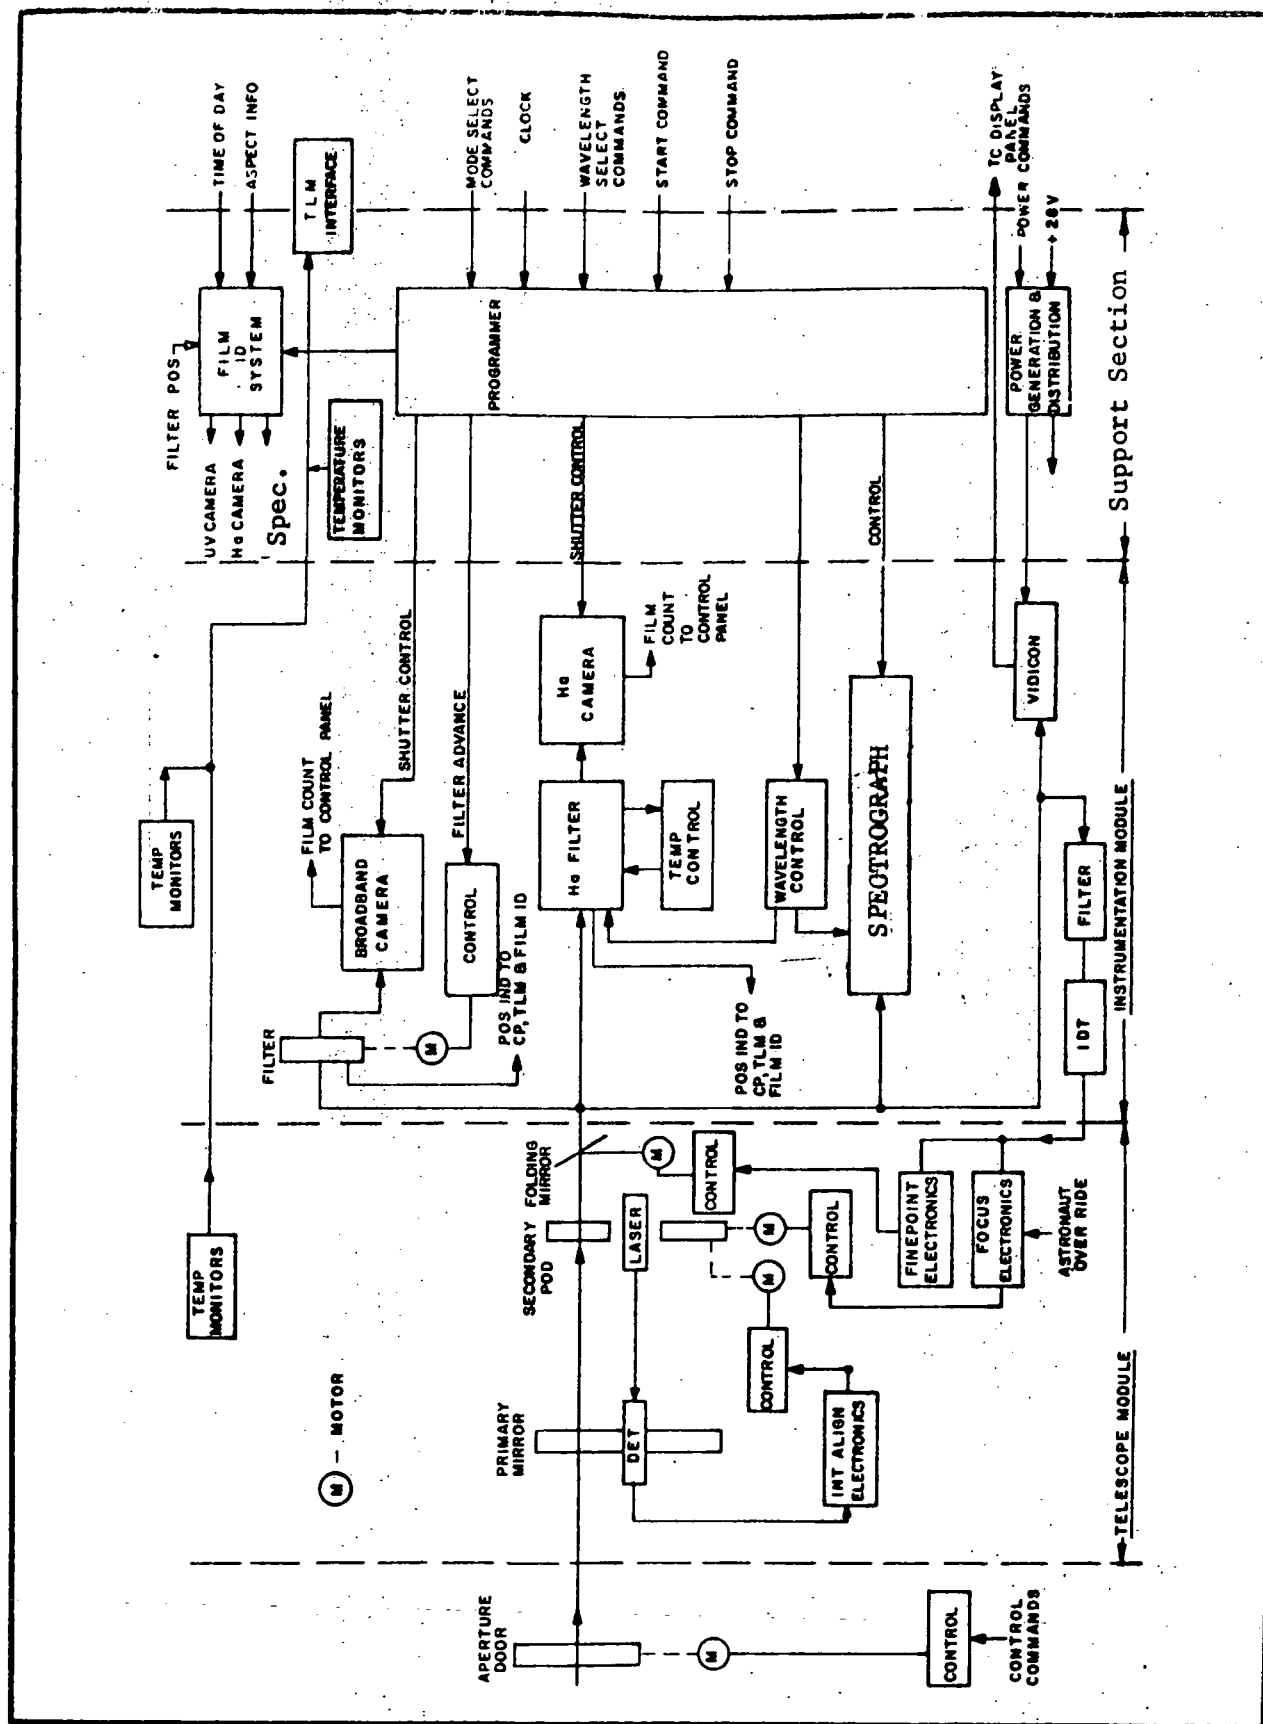 TIME OF DAY
ASPECT INFO
TLM
INTERFACE
FILTER POS
FILM
ID
SYSTEM
UV CAMERA
Hα CAMERA
Spec.
TEMPERATURE
MONITORS
MODE SELECT
COMMANDS
CLOCK
WAVELENGTH
SELECT
COMMANDS
START COMMAND
STOP COMMAND
PROGRAMMER
TO DISPLAY
PANEL
POWER COMMANDS
+28V
POWER
GENERATION &
DISTRIBUTION
Support Section
TEMP
MONITORS
FILM COUNT
TO CONTROL PANEL
SHUTTER CONTROL
BROADBAND
CAMERA
FILTER ADVANCE
CONTROL
FILTER
M
POS IND TO
CP, TLM & FILM ID
SHUTTER CONTROL
Hα
CAMERA
FILM
COUNT
TO CONTROL
PANEL
Hα FILTER
TEMP
CONTROL
POS IND TO
CP, TLM &
FILM ID
WAVELENGTH
CONTROL
CONTROL
SPEOTROGRAPH
VIDICON
FILTER
IDT
INSTRUMENTATION MODULE
TEMP
MONITORS
M – MOTOR
SECONDARY
POD
FOLDING
MIRROR
LASER
M
CONTROL
M
CONTROL
M
CONTROL
PRIMARY
MIRROR
DET
INT ALIGN
ELECTRONICS
FINEPOINT
ELECTRONICS
FOCUS
ELECTRONICS
ASTRONAUT
OVER RIDE
TELESCOPE MODULE
APERTURE
DOOR
M
CONTROL
CONTROL
COMMANDS